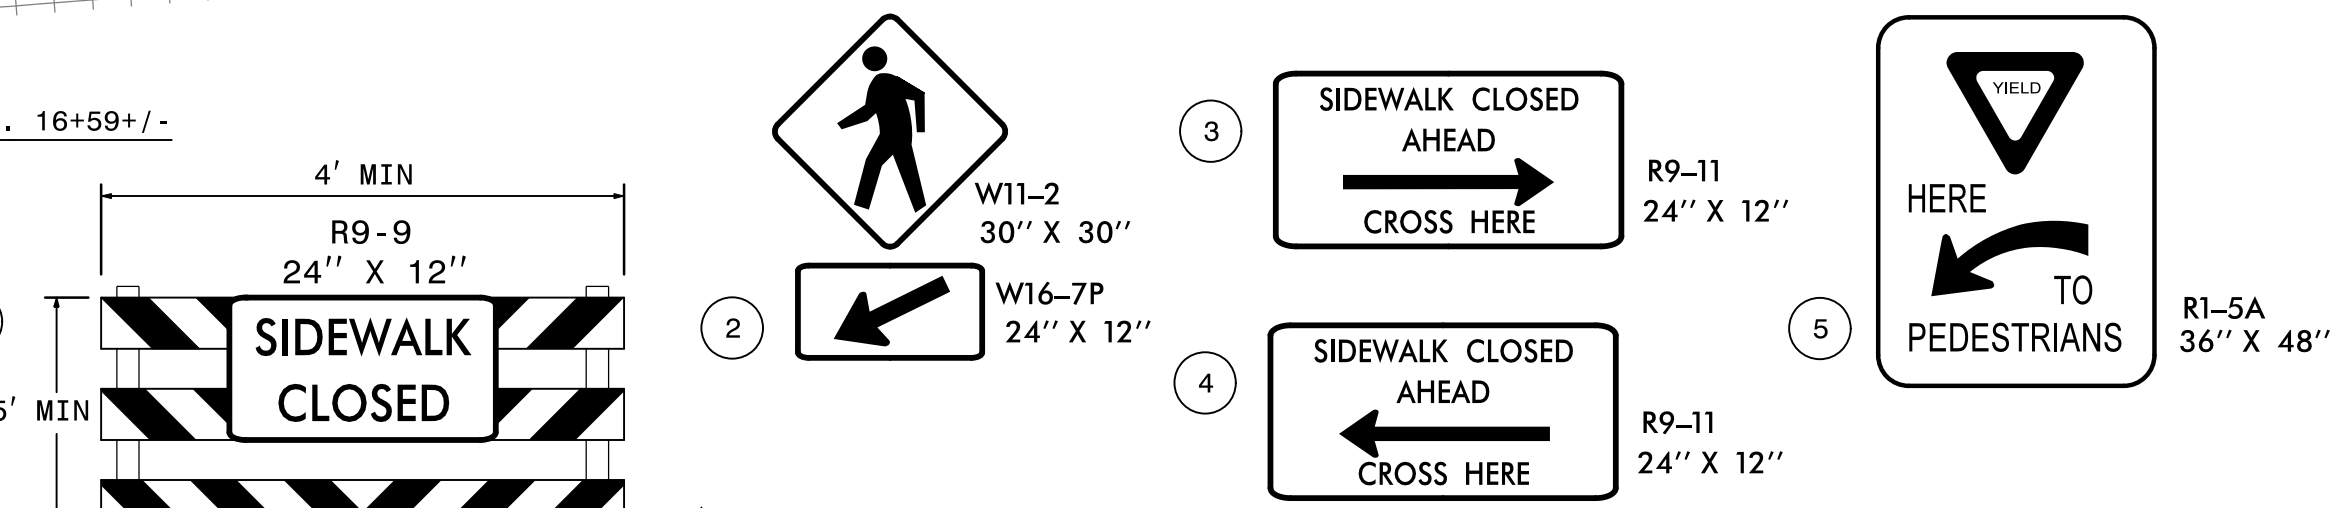 . 16+59+/-
4' MIN
R9-9
24'' X 12''
SIDEWALK
CLOSED
5' MIN
W11-2
30'' X 30''
2
W16-7P
24'' X 12''
3
SIDEWALK CLOSED
AHEAD
CROSS HERE
R9-11
24'' X 12''
4
SIDEWALK CLOSED
AHEAD
CROSS HERE
R9-11
24'' X 12''
5
YIELD
HERE
TO
PEDESTRIANS
R1-5A
36'' X 48''